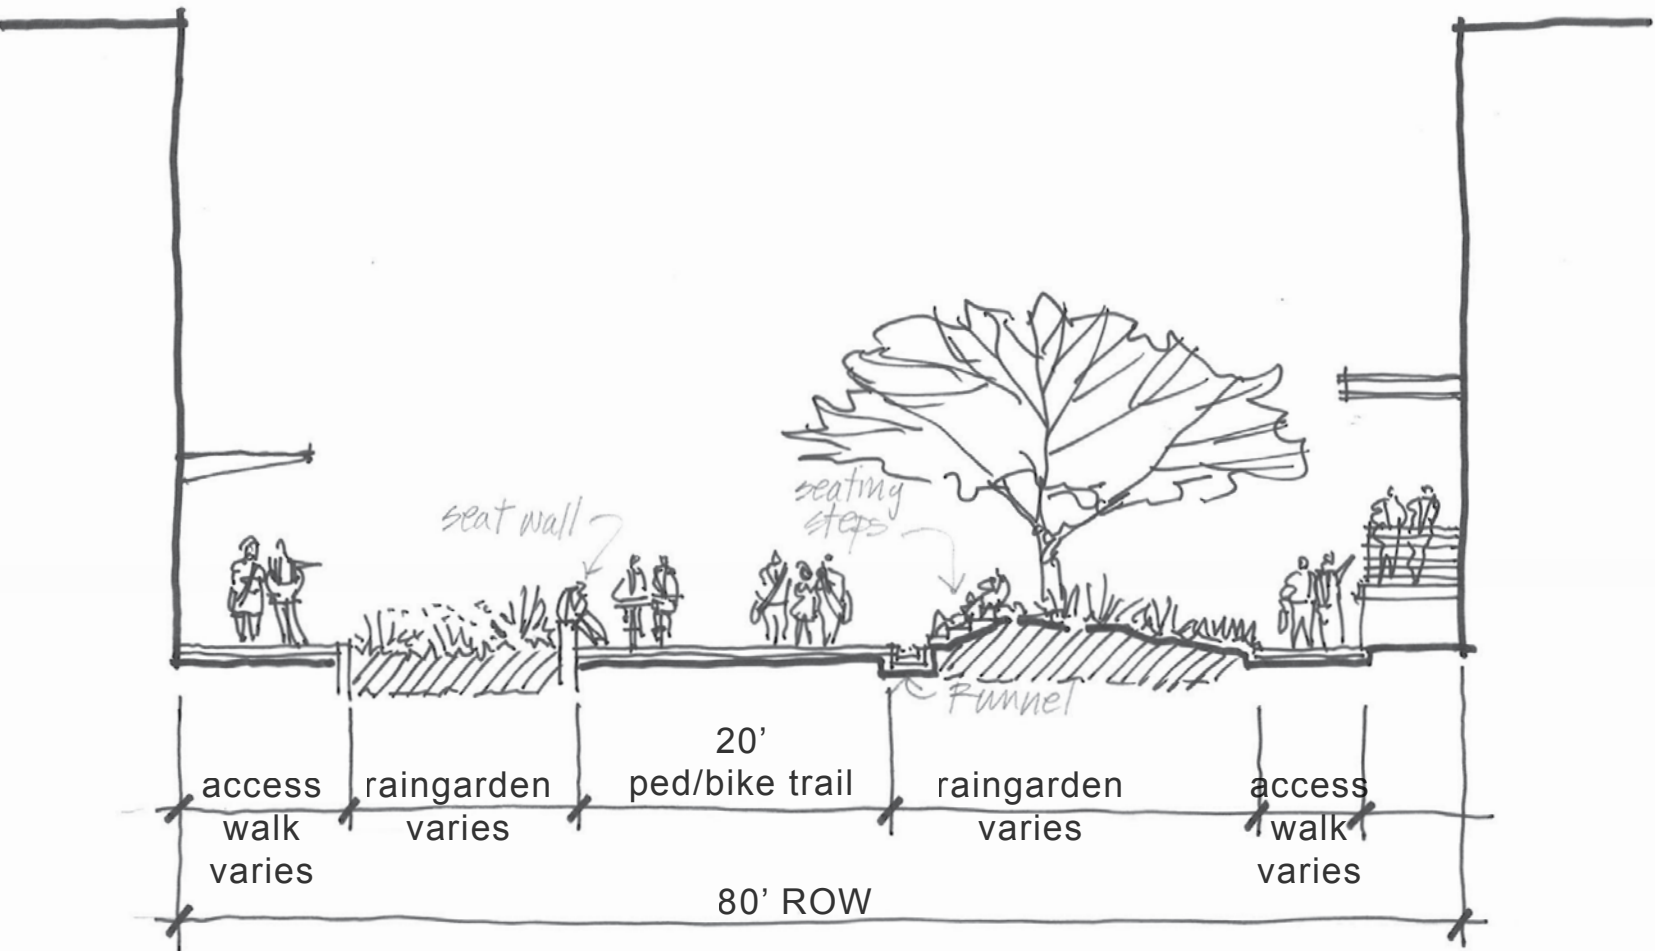 seat wall
seating
steps
Runnel
20’
ped/bike trail
access
walk
varies
raingarden
varies
raingarden
varies
access
walk
varies
80’ ROW